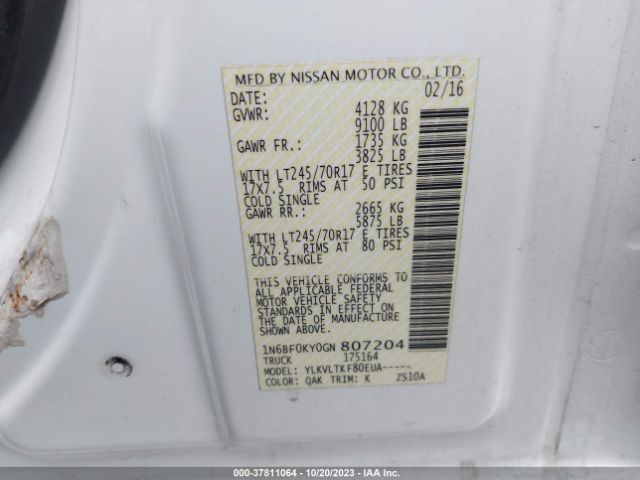 MFD BY NISSAN MOTOR CO., LTD.
DATE: 02/16
GVWR: 4128 KG
9100 LB
GAWR FR.: 1735 KG
3825 LB
WITH LT245/70R17 E TIRES
17X7.5 RIMS AT 50 PSI
COLD SINGLE
GAWR RR.: 2665 KG
5875 LB
WITH LT245/70R17 E TIRES
17X7.5 RIMS AT 80 PSI
COLD SINGLE
THIS VEHICLE CONFORMS TO
ALL APPLICABLE FEDERAL
MOTOR VEHICLE SAFETY
STANDARDS IN EFFECT ON
THE DATE OF MANUFACTURE
SHOWN ABOVE.
1N6BF0KY0GN 807204
TRUCK 175164
MODEL: YLKVLTKF80EUA-----
COLOR: QAK TRIM: K ZS10A
000-37811064 - 10/20/2023 - IAA Inc.